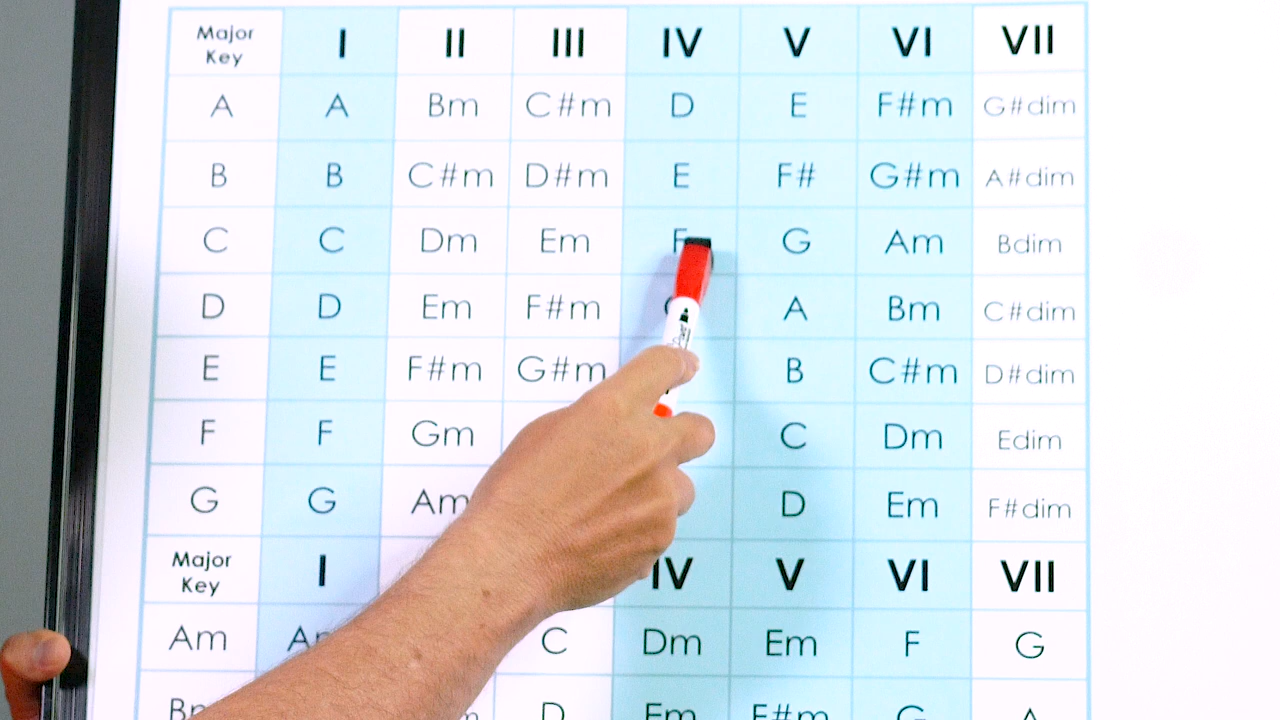 Major Key I II III IV V VI VII
A A Bm C#m D E F#m G#dim
B B C#m D#m E F# G#m A#dim
C C Dm Em F G Am Bdim
D D Em F#m A Bm C#dim
E E F#m G#m B C#m D#dim
F F Gm C Dm Edim
G G Am D Em F#dim
Major Key I IV V VI VII
Am C Dm Em F G
D Em F#m G A